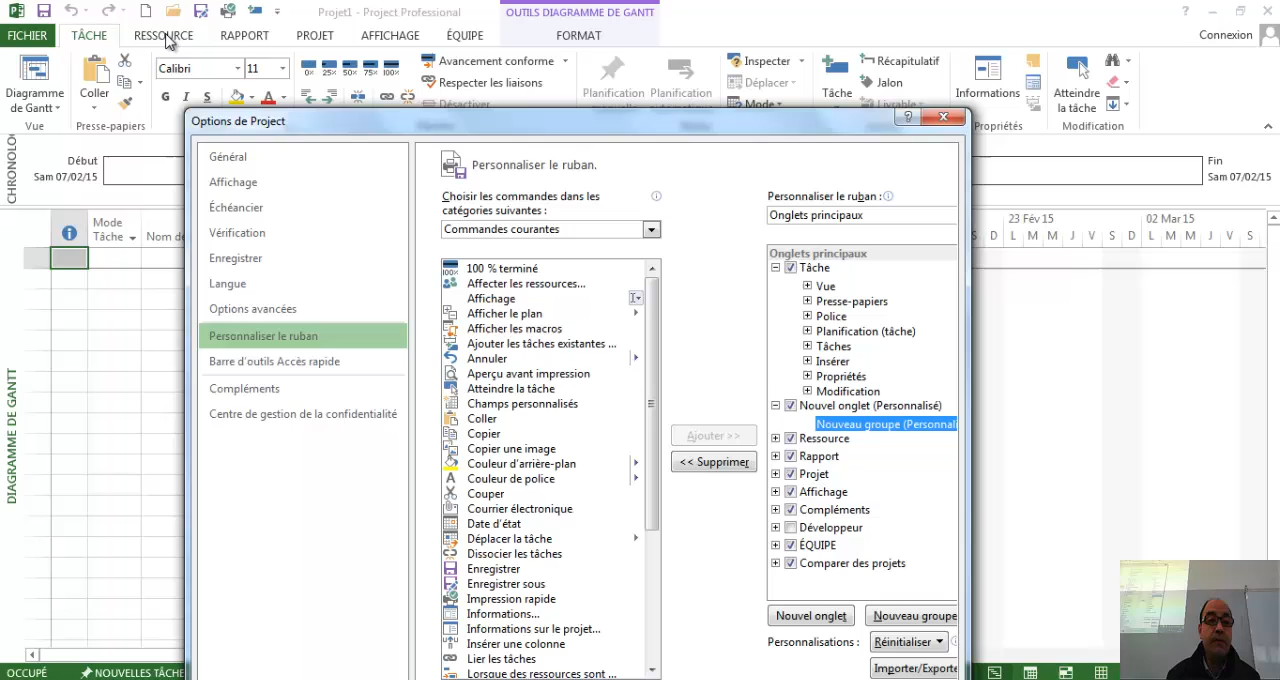 Projet1 - Project Professional
OUTILS DIAGRAMME DE GANTT
?
FICHIER
TÂCHE
RESSOURCE
RAPPORT
PROJET
AFFICHAGE
ÉQUIPE
FORMAT
Connexion
Diagramme
de Gantt
Vue
Coller
Presse-papiers
Calibri
11
G I S
A
0% 25% 50% 75% 100%
Avancement conforme
Respecter les liaisons
Désactiver
Planification
Planification
Inspecter
Déplacer
Mode
Tâche
Récapitulatif
Jalon
Livrable
Informations
Propriétés
Atteindre
la tâche
Modification
Options de Project
?
CHRONOLO
Début
Sam 07/02/15
Fin
Sam 07/02/15
Mode
Tâche
Nom de
23 Fév 15
02 Mar 15
S D L M M J V S D L M M J V S
DIAGRAMME DE GANTT
Général
Affichage
Échéancier
Vérification
Enregistrer
Langue
Options avancées
Personnaliser le ruban
Barre d'outils Accès rapide
Compléments
Centre de gestion de la confidentialité
Personnaliser le ruban.
Choisir les commandes dans les
catégories suivantes :
Commandes courantes
100 % terminé
Affecter les ressources...
Affichage
Afficher le plan
Afficher les macros
Ajouter les tâches existantes ...
Annuler
Aperçu avant impression
Atteindre la tâche
Champs personnalisés
Coller
Copier
Copier une image
Couleur d'arrière-plan
Couleur de police
Couper
Courrier électronique
Date d'état
Déplacer la tâche
Dissocier les tâches
Enregistrer
Enregistrer sous
Impression rapide
Informations...
Informations sur le projet...
Insérer une colonne
Lier les tâches
Lorsque des ressources sont ...
Ajouter >>
<< Supprimer
Personnaliser le ruban :
Onglets principaux
Onglets principaux
Tâche
Vue
Presse-papiers
Police
Planification (tâche)
Tâches
Insérer
Propriétés
Modification
Nouvel onglet (Personnalisé)
Nouveau groupe (Personnali
Ressource
Rapport
Projet
Affichage
Compléments
Développeur
ÉQUIPE
Comparer des projets
Nouvel onglet
Nouveau groupe
Personnalisations :
Réinitialiser
Importer/Exporte
OCCUPÉ
NOUVELLES TÂCHE